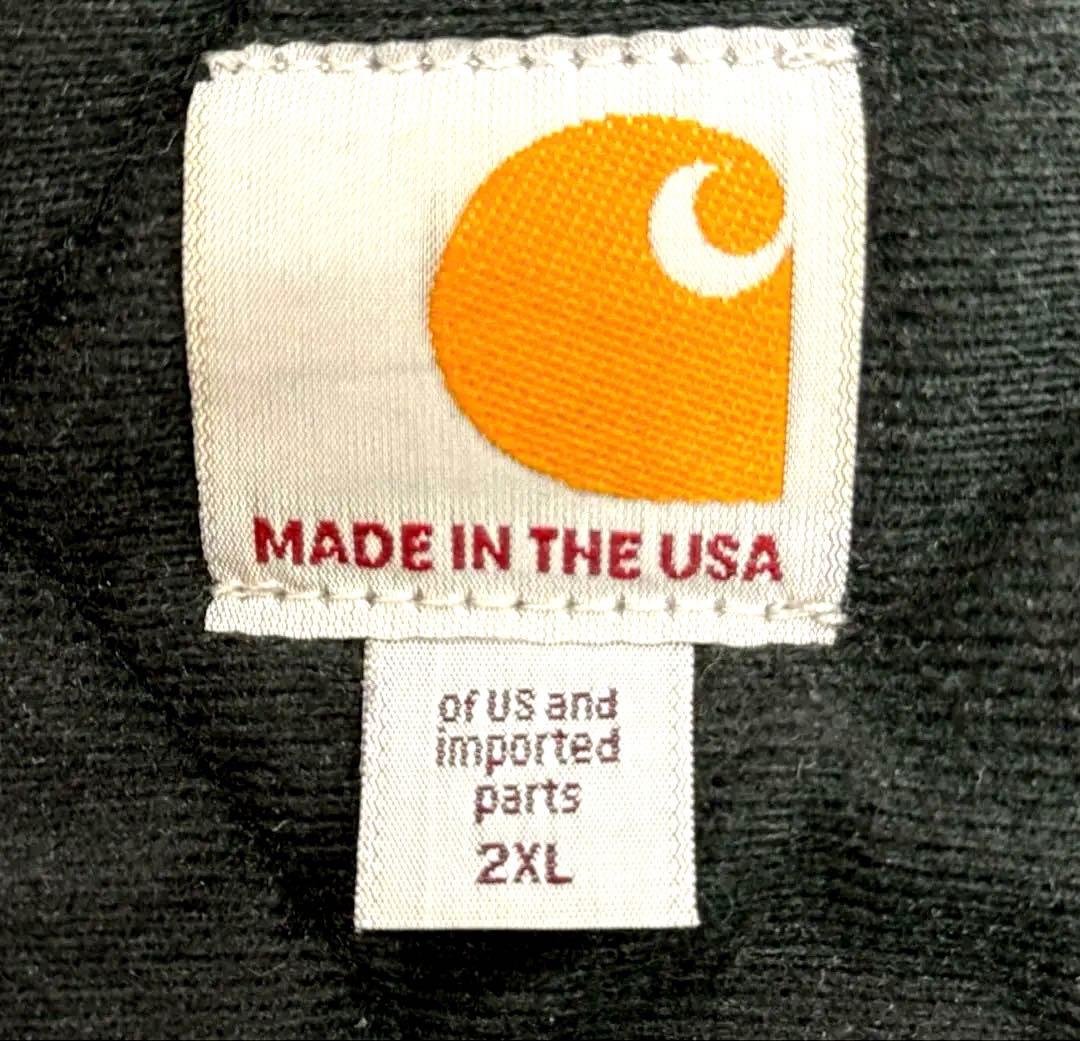 MADE IN THE USA
of US and
imported
parts
2XL